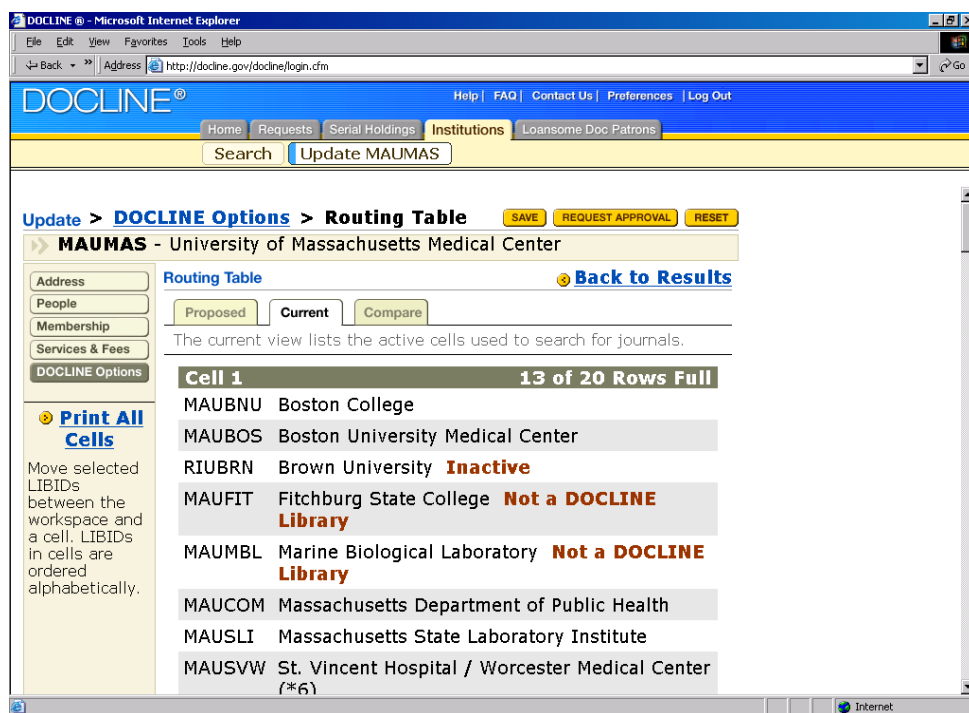 DOCLINE ® - Microsoft Internet Explorer
File Edit View Favorites Tools Help
Back » Address http://docline.gov/docline/login.cfm Go
DOCLINE®
Help | FAQ | Contact Us | Preferences | Log Out
Home Requests Serial Holdings Institutions Loansome Doc Patrons
Search Update MAUMAS
Update > DOCLINE Options > Routing Table SAVE REQUEST APPROVAL RESET
MAUMAS - University of Massachusetts Medical Center
Address
People
Membership
Services & Fees
DOCLINE Options
Print All
Cells
Move selected
LIBIDs
between the
workspace and
a cell. LIBIDs
in cells are
ordered
alphabetically.
Routing Table Back to Results
Proposed Current Compare
The current view lists the active cells used to search for journals.
Cell 1 13 of 20 Rows Full
MAUBNU Boston College
MAUBOS Boston University Medical Center
RIUBRN Brown University Inactive
MAUFIT Fitchburg State College Not a DOCLINE
Library
MAUMBL Marine Biological Laboratory Not a DOCLINE
Library
MAUCOM Massachusetts Department of Public Health
MAUSLI Massachusetts State Laboratory Institute
MAUSVW St. Vincent Hospital / Worcester Medical Center
(*6)
Internet